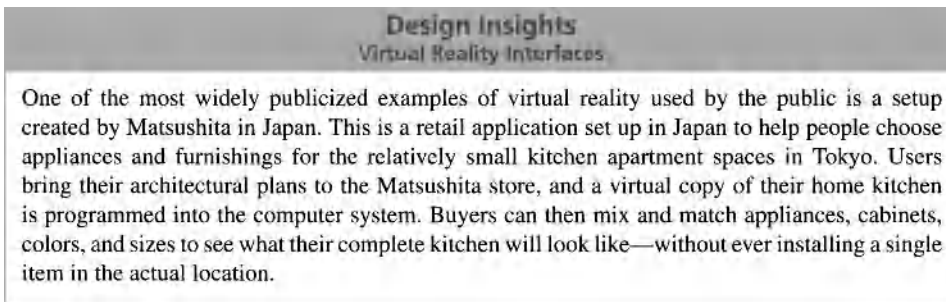 Design Insights
Virtual Reality Interfaces
One of the most widely publicized examples of virtual reality used by the public is a setup
created by Matsushita in Japan. This is a retail application set up in Japan to help people choose
appliances and furnishings for the relatively small kitchen apartment spaces in Tokyo. Users
bring their architectural plans to the Matsushita store, and a virtual copy of their home kitchen
is programmed into the computer system. Buyers can then mix and match appliances, cabinets,
colors, and sizes to see what their complete kitchen will look like—without ever installing a single
item in the actual location.